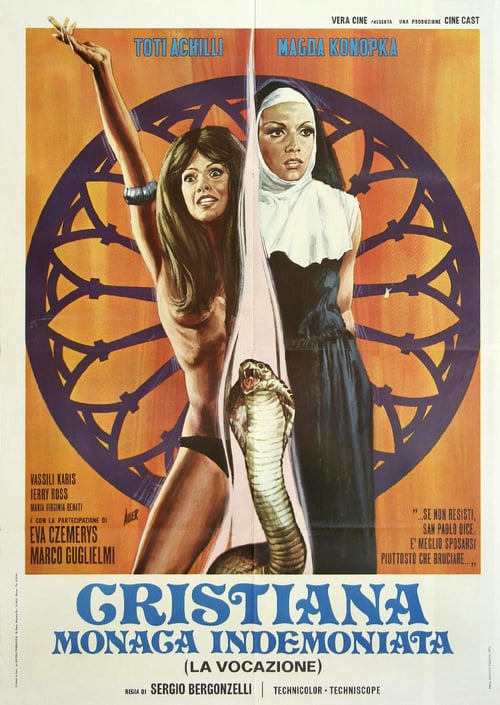 VERA CINE PRESENTA UNA PRODUZIONE CINE CAST
TOTI ACHILLI MAGDA KONOPKA
VASSILI KARIS
JERRY ROSS
MARIA VIRGINIA BENATI
E CON LA PARTECIPAZIONE DI
EVA CZEMERYS
MARCO GUGLIELMI
AllER
"...SE NON RESISTI,
SAN PAOLO DICE,
E' MEGLIO SPOSARSI
PIUTTOSTO CHE BRUCIARE..."
CRISTIANA
MONACA INDEMONIATA
(LA VOCAZIONE)
REGIA DI SERGIO BERGONZELLI TECHNICOLOR - TECHNISCOPE